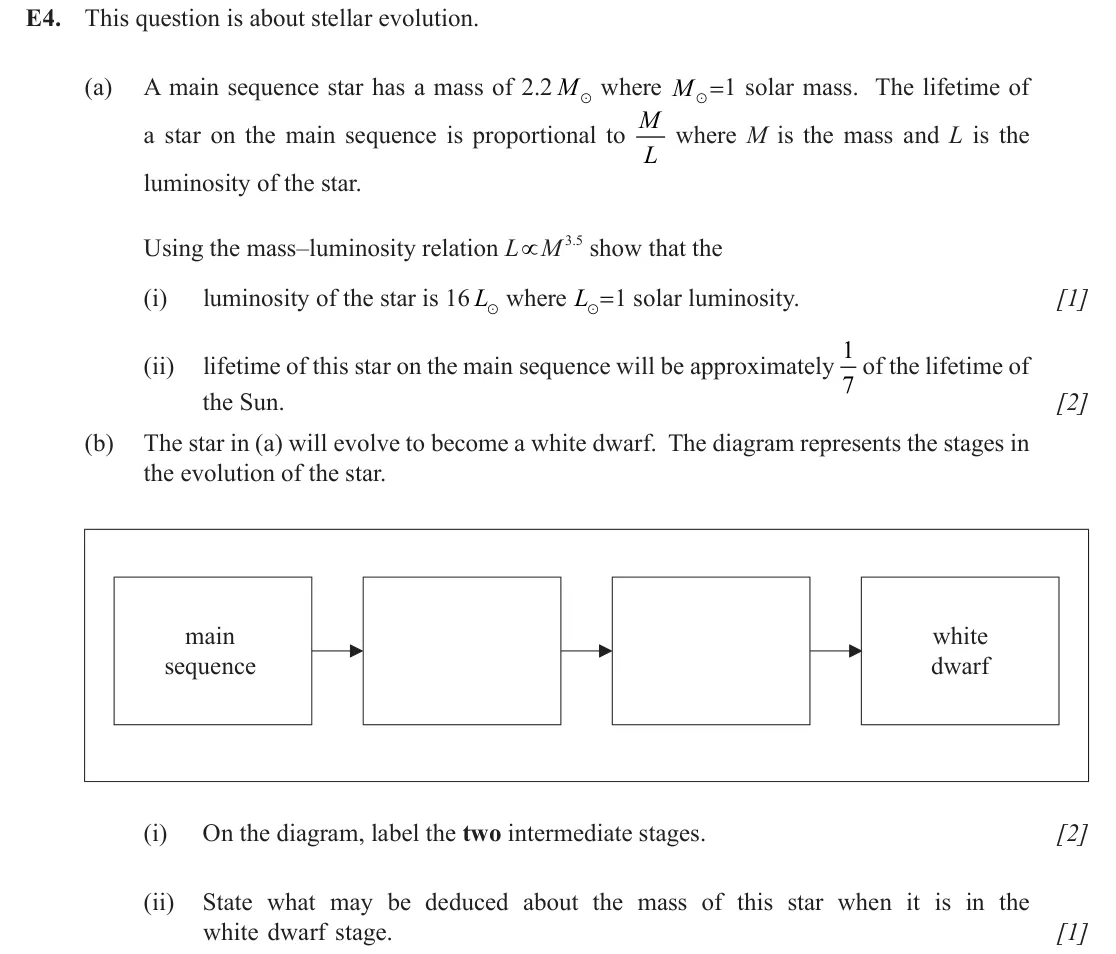 E4. This question is about stellar evolution.
(a) A main sequence star has a mass of 2.2 M☉ where M☉=1 solar mass. The lifetime of
a star on the main sequence is proportional to M/L where M is the mass and L is the
luminosity of the star.
Using the mass–luminosity relation L∝M^3.5 show that the
(i) luminosity of the star is 16 L☉ where L☉=1 solar luminosity. [1]
(ii) lifetime of this star on the main sequence will be approximately 1/7 of the lifetime of
the Sun. [2]
(b) The star in (a) will evolve to become a white dwarf. The diagram represents the stages in
the evolution of the star.
main
sequence
white
dwarf
(i) On the diagram, label the two intermediate stages. [2]
(ii) State what may be deduced about the mass of this star when it is in the
white dwarf stage. [1]